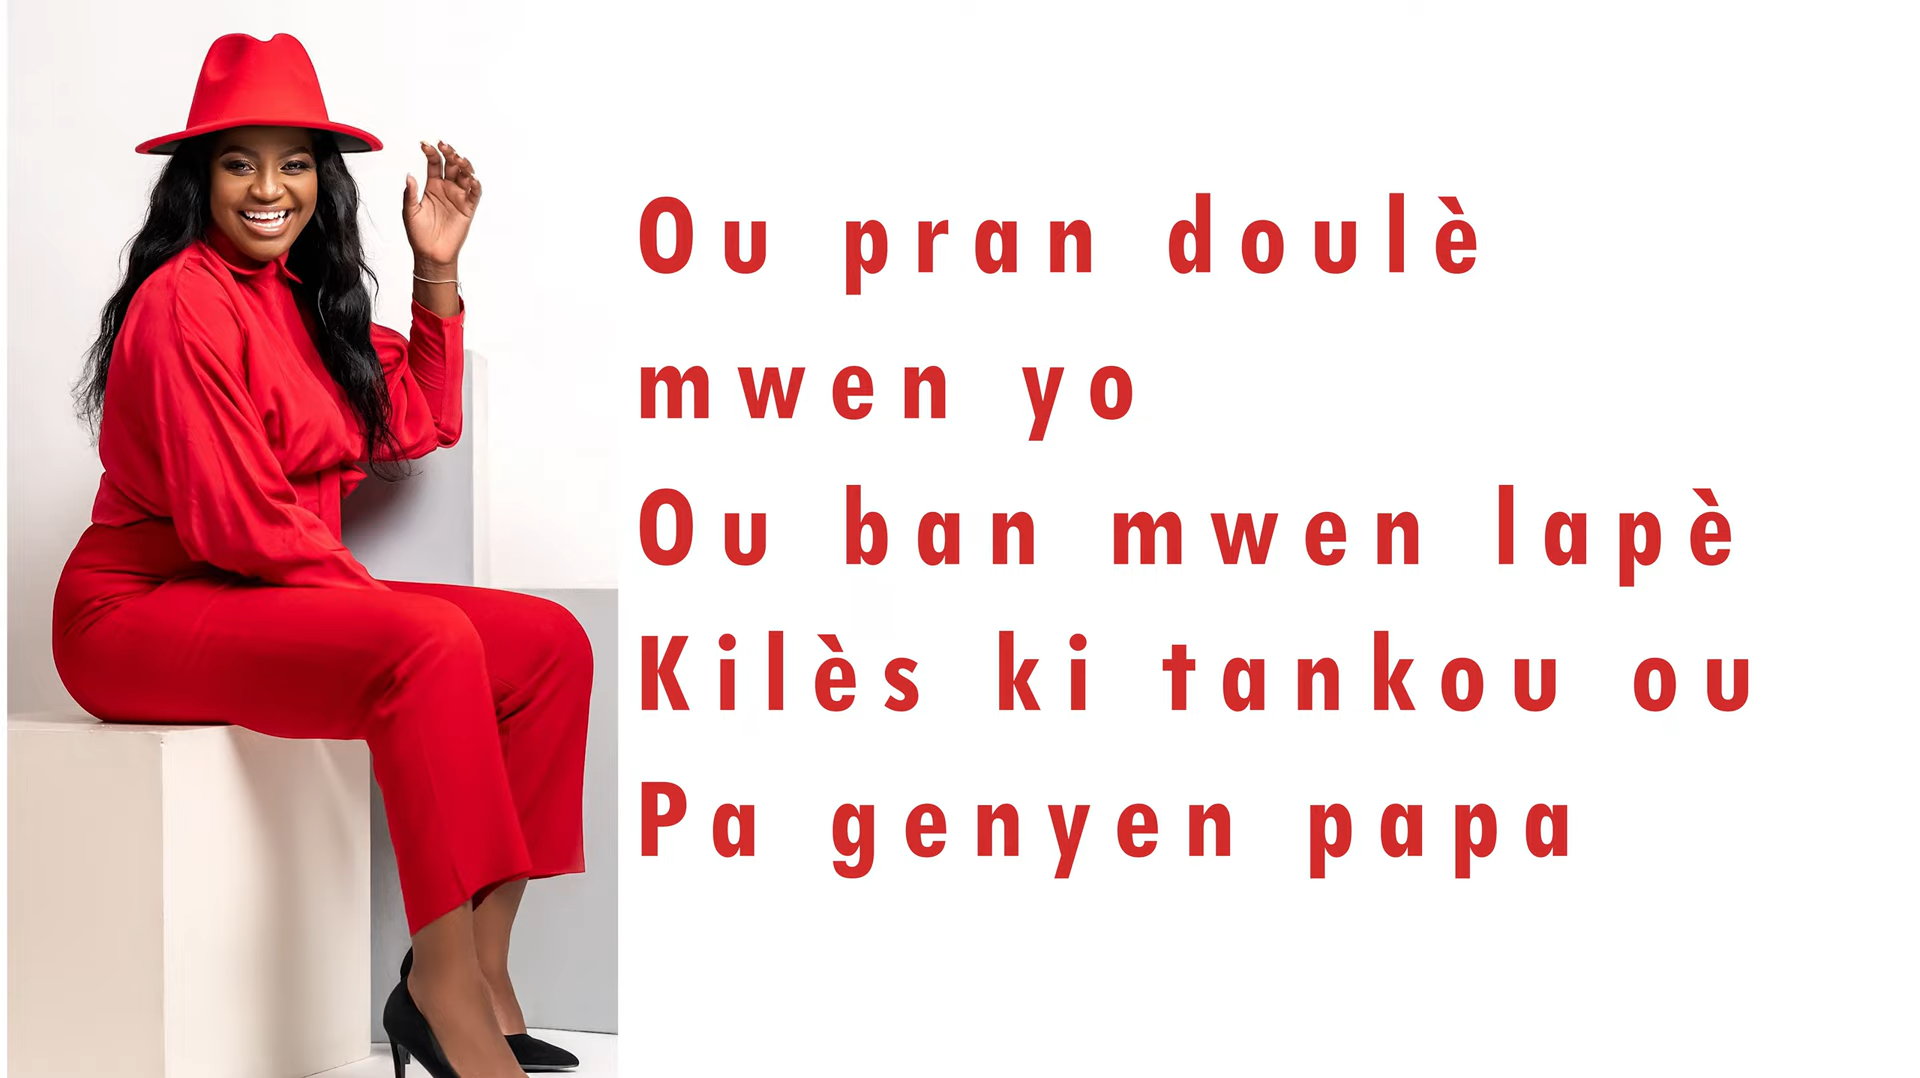 Ou pran doulè
mwen yo
Ou ban mwen lapè
Kilès ki tankou ou
Pa genyen papa